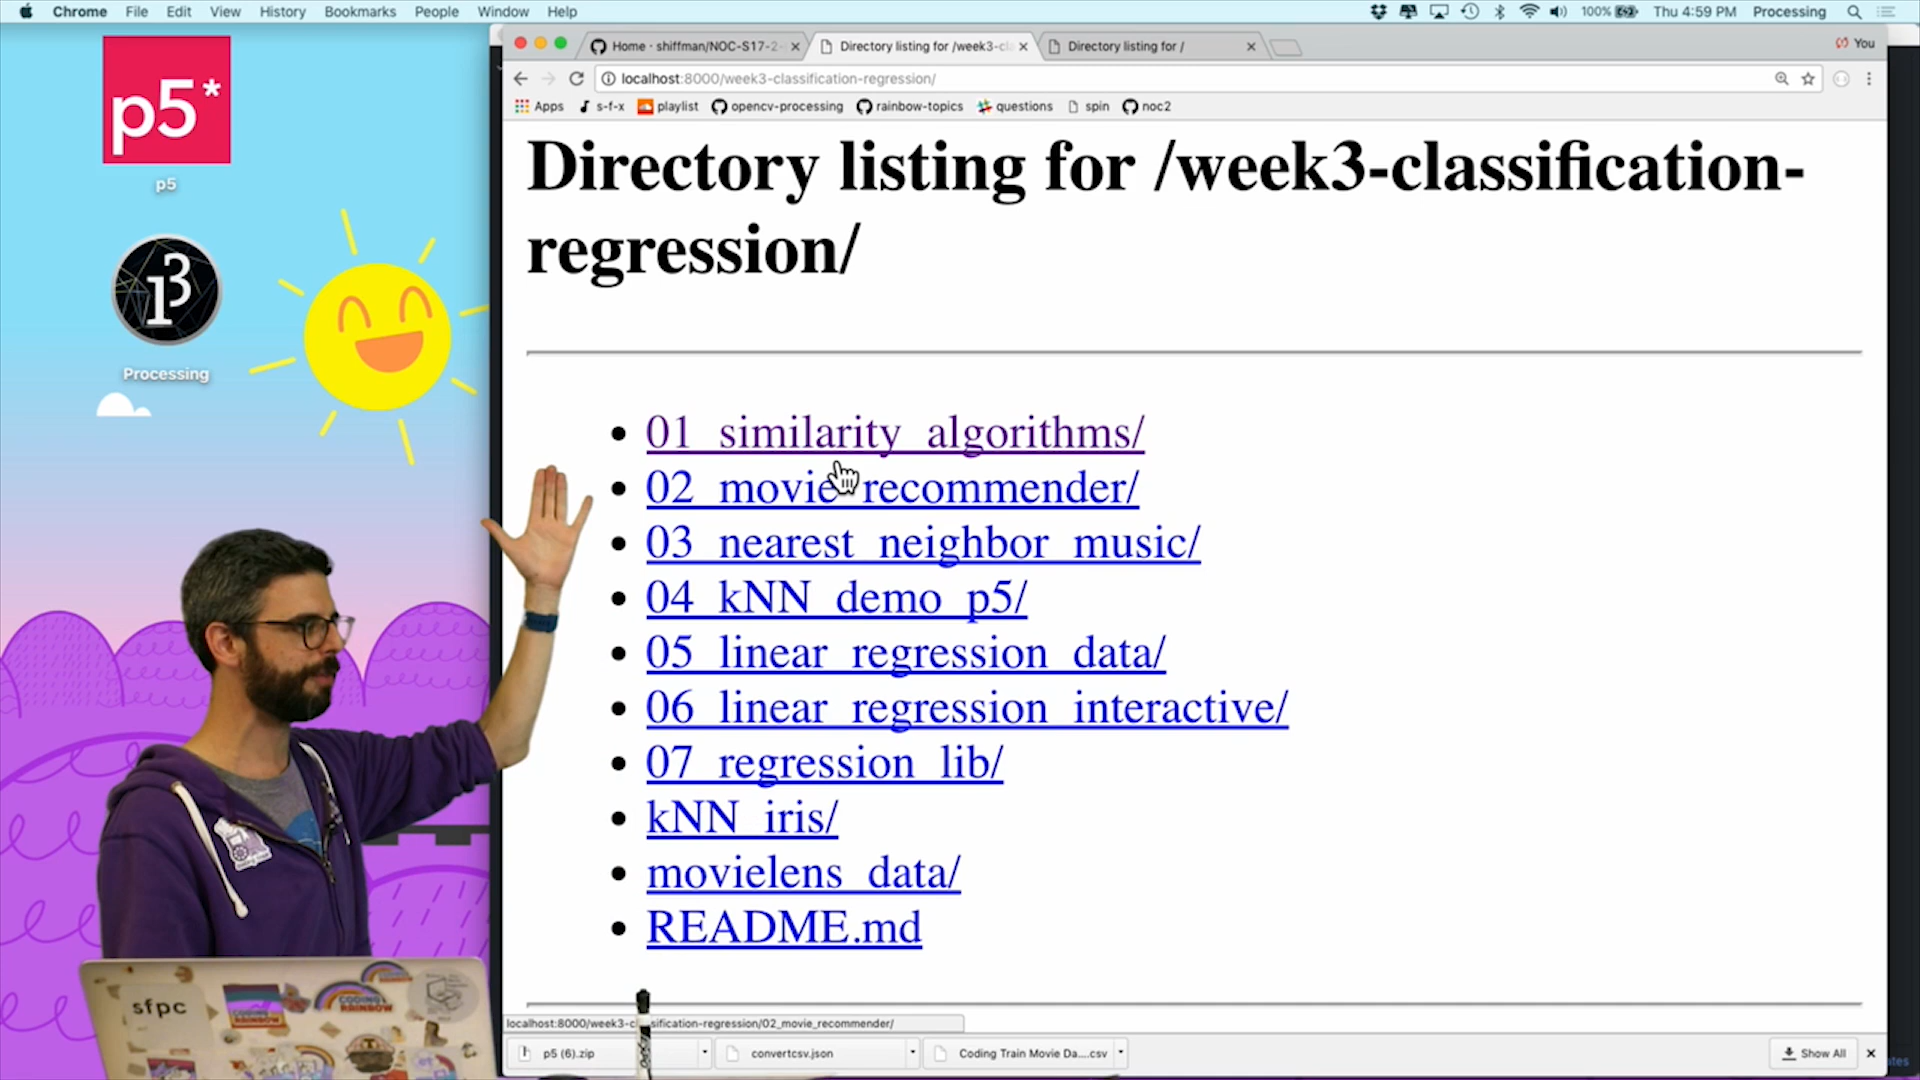 Chrome File Edit View History Bookmarks People Window Help 100% Thu 4:59 PM Processing
Home · shiffman/NOC-S17-2- Directory listing for /week3-cla Directory listing for / You
localhost:8000/week3-classification-regression/
Apps s-f-x playlist opencv-processing rainbow-topics questions spin noc2
p5*
p5
Processing
Directory listing for /week3-classification-
regression/
01_similarity_algorithms/
02_movie_recommender/
03_nearest_neighbor_music/
04_kNN_demo_p5/
05_linear_regression_data/
06_linear_regression_interactive/
07_regression_lib/
kNN_iris/
movielens_data/
README.md
sfpc
CODING
RAINBOW
localhost:8000/week3-classification-regression/02_movie_recommender/
p5 (6).zip convertcsv.json Coding Train Movie Da....csv Show All